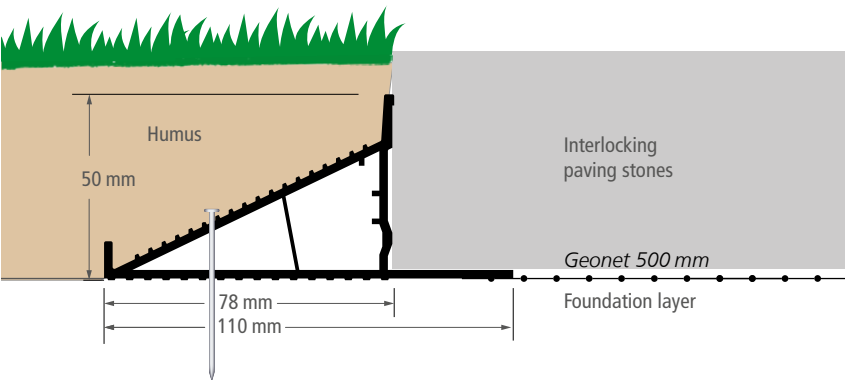 Humus
50 mm
Interlocking
paving stones
Geonet 500 mm
Foundation layer
78 mm
110 mm